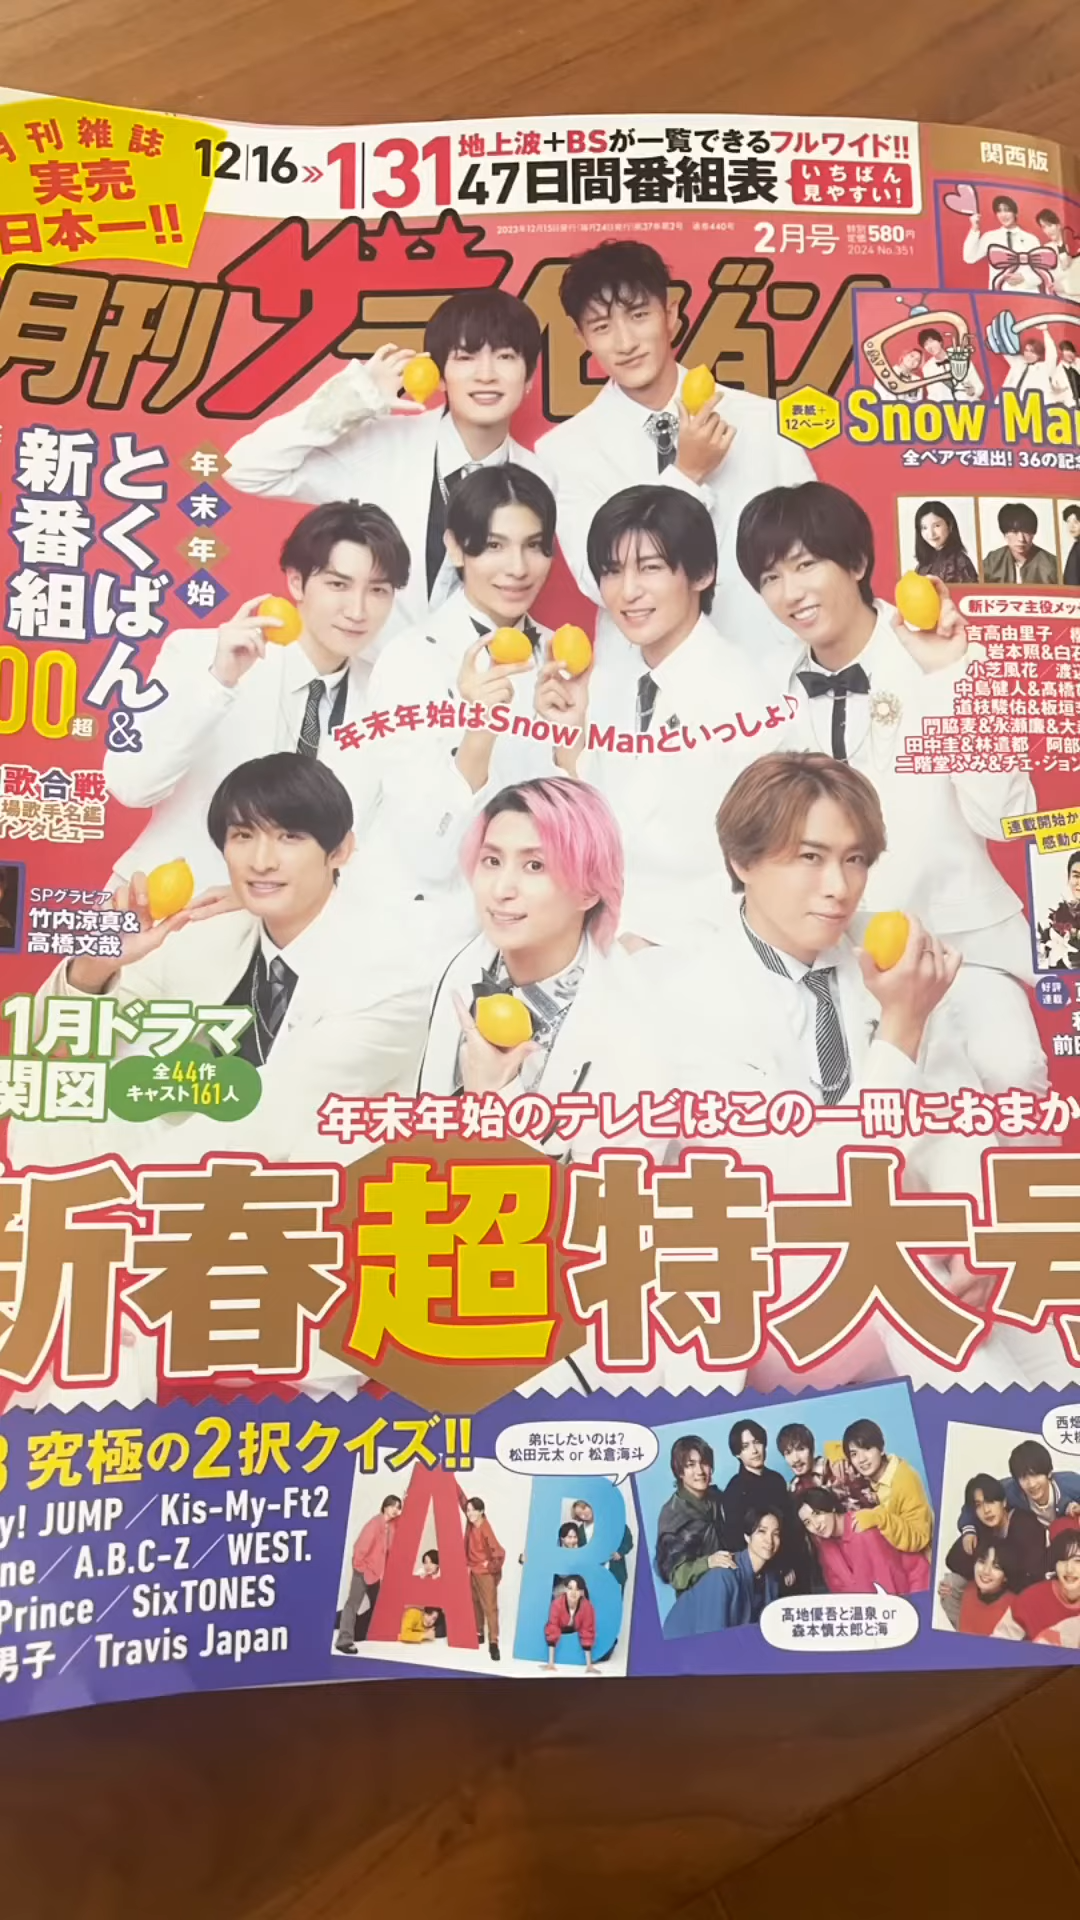 月刊雑誌
実売
日本一!!
12|16≫1|31
地上波+BSが一覧できるフルワイド!!
47日間番組表
いちばん
見やすい!
関西版
2023年12月15日発行(毎月24日発行)第37巻第2号 通巻440号
2月号
特別
定価580円
2024 No.351
月刊ザテレビジョン
表紙+
12ページ
Snow Man
全ペアで選出! 36の記念
年末年始
とくばん&
新番組
00超
歌合戦
場歌手名鑑
インタビュー
SPグラビア
竹内涼真&
高橋文哉
年末年始はSnow Manといっしょ♪
新ドラマ主役メッ
吉高由里子/
岩本照&白石
小芝風花/渡辺
中島健人&髙橋
道枝駿佑&板垣
門脇麦&永瀬廉&大
田中圭&林遣都/阿部
二階堂ふみ&チェ・ジョン
連載開始か
感動の
好評
連載
前田
1月ドラマ
関図
全44作
キャスト161人
年末年始のテレビはこの一冊におまか
新春超特大号
究極の2択クイズ!!
y! JUMP/Kis-My-Ft2
ne/A.B.C-Z/WEST.
Prince/SixTONES
男子/Travis Japan
弟にしたいのは?
松田元太 or 松倉海斗
髙地優吾と温泉 or
森本慎太郎と海
西畑
大橋